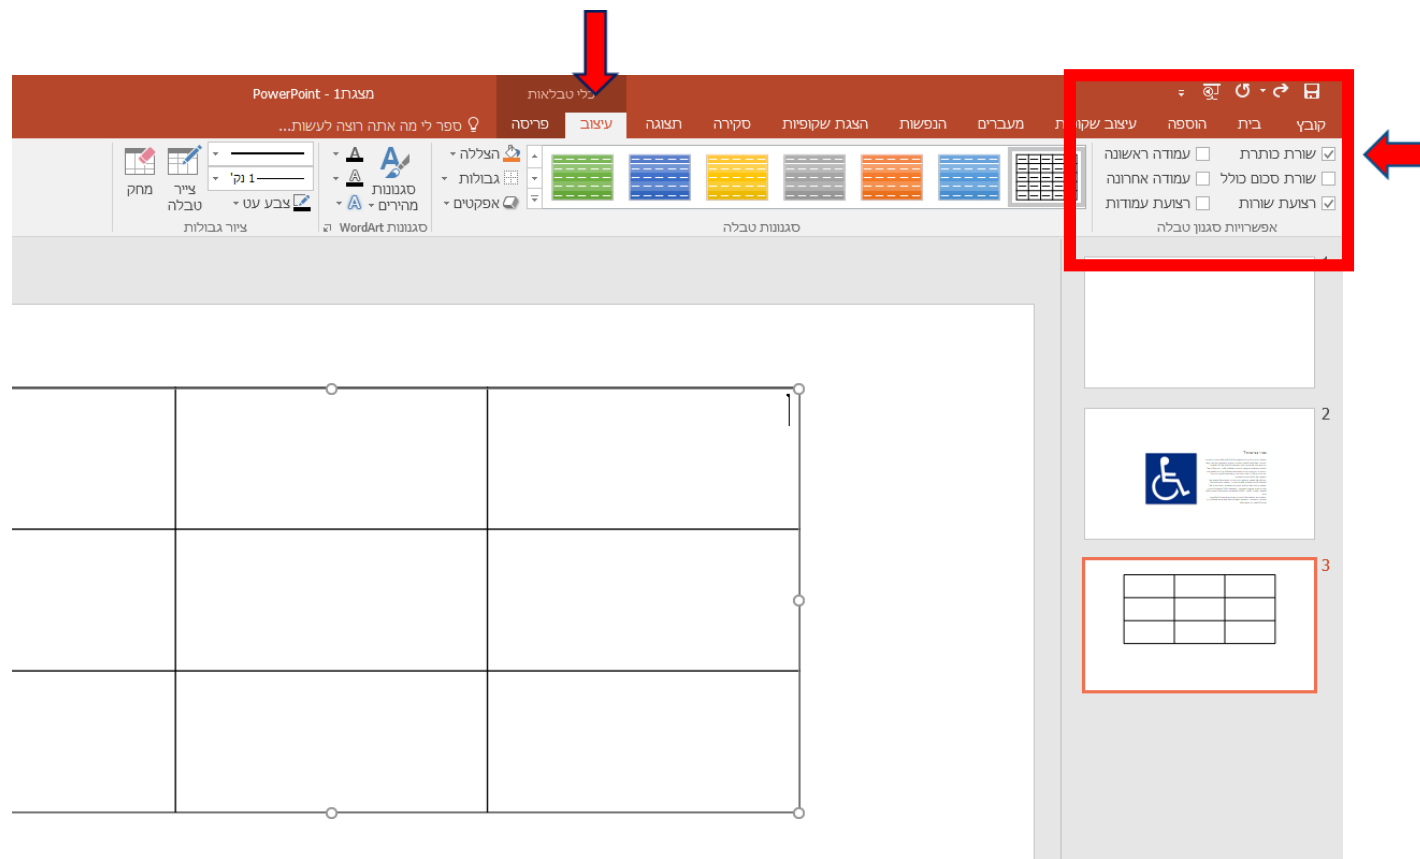 כלי טבלאות
מצגת1 - PowerPoint
קובץ
בית
הוספה
עיצוב שקופ
ת
מעברים
הנפשות
הצגת שקופיות
סקירה
תצוגה
עיצוב
פריסה
ספר לי מה אתה רוצה לעשות...
שורת כותרת
עמודה ראשונה
שורת סכום כולל
עמודה אחרונה
רצועת שורות
רצועת עמודות
אפשרויות סגנון טבלה
סגנונות טבלה
הצללה
גבולות
אפקטים
סגנונות
מהירים
סגנונות WordArt
1 נק'
צבע עט
צייר
טבלה
מחק
ציור גבולות
2
3